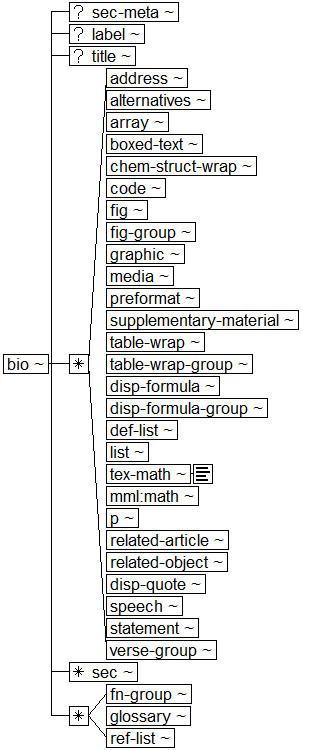 ? sec-meta ~
? label ~
? title ~
address ~
alternatives ~
array ~
boxed-text ~
chem-struct-wrap ~
code ~
fig ~
fig-group ~
graphic ~
media ~
preformat ~
supplementary-material ~
table-wrap ~
bio ~ * table-wrap-group ~
disp-formula ~
disp-formula-group ~
def-list ~
list ~
tex-math ~
mml:math ~
p ~
related-article ~
related-object ~
disp-quote ~
speech ~
statement ~
verse-group ~
* sec ~
fn-group ~
* glossary ~
ref-list ~